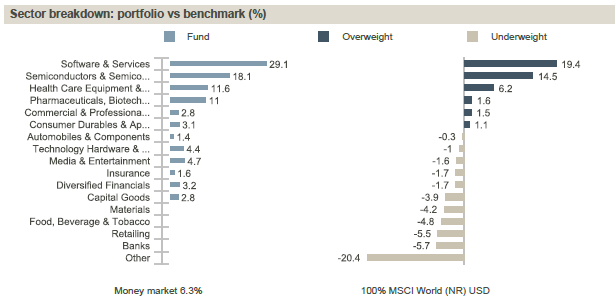 Sector breakdown: portfolio vs benchmark (%)
Fund Overweight Underweight
Software & Services 29.1 19.4
Semiconductors & Semico... 18.1 14.5
Health Care Equipment &... 11.6 6.2
Pharmaceuticals, Biotech... 11 1.6
Commercial & Professiona... 2.8 1.5
Consumer Durables & Ap... 3.1 1.1
Automobiles & Components 1.4 -0.3
Technology Hardware & ... 4.4 -1
Media & Entertainment 4.7 -1.6
Insurance 1.6 -1.7
Diversified Financials 3.2 -1.7
Capital Goods 2.8 -3.9
Materials -4.2
Food, Beverage & Tobacco -4.8
Retailing -5.5
Banks -5.7
Other -20.4
Money market 6.3% 100% MSCI World (NR) USD